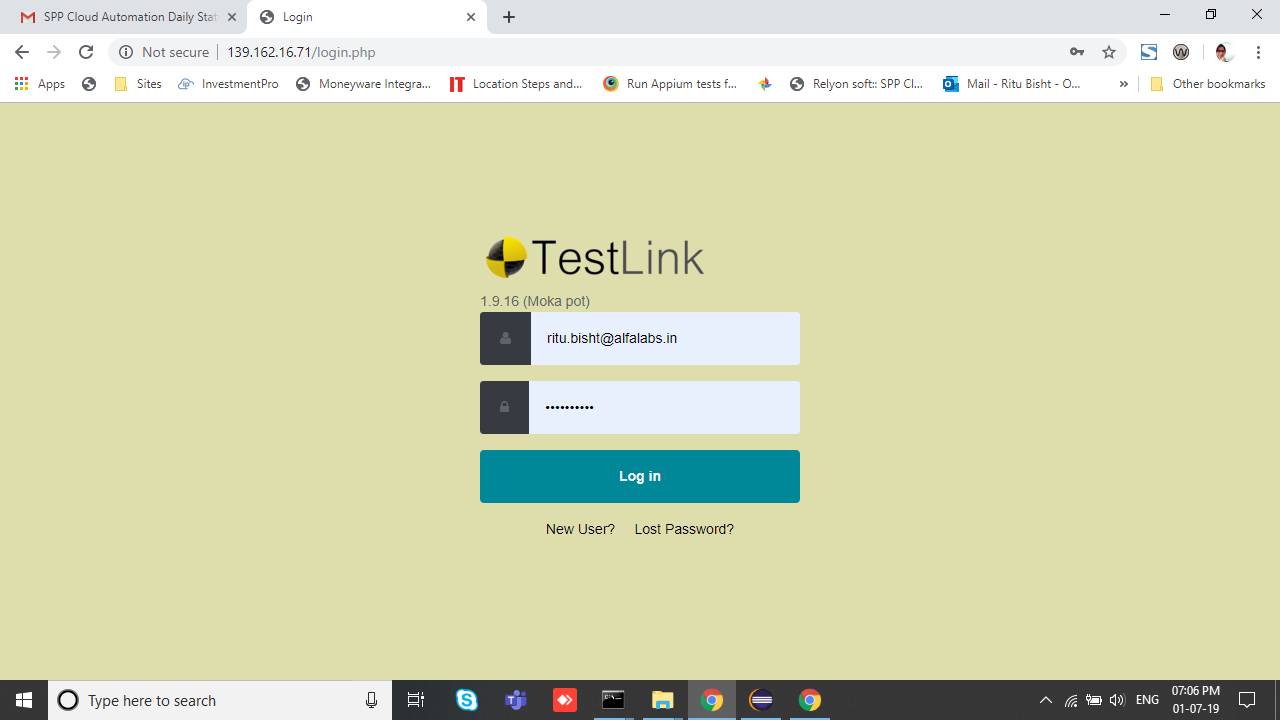 SPP Cloud Automation Daily Stat
Login
Not secure
139.162.16.71/login.php
Apps
Sites
InvestmentPro
Moneyware Integra...
IT
Location Steps and...
Run Appium tests f...
Relyon soft:: SPP Cl...
Mail - Ritu Bisht - O...
»
Other bookmarks
TestLink
1.9.16 (Moka pot)
ritu.bisht@alfalabs.in
••••••••••
Log in
New User?
Lost Password?
Type here to search
ENG
07:06 PM
01-07-19